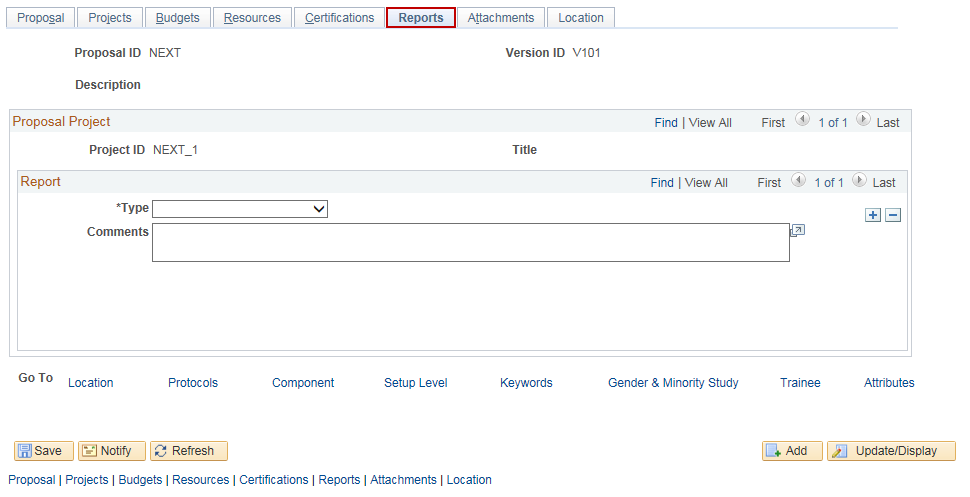 Proposal Projects Budgets Resources Certifications Reports Attachments Location
Proposal ID NEXT Version ID V101
Description
Proposal Project Find | View All First 1 of 1 Last
Project ID NEXT_1 Title
Report Find | View All First 1 of 1 Last
*Type
Comments
Go To Location Protocols Component Setup Level Keywords Gender & Minority Study Trainee Attributes
Save Notify Refresh Add Update/Display
Proposal | Projects | Budgets | Resources | Certifications | Reports | Attachments | Location